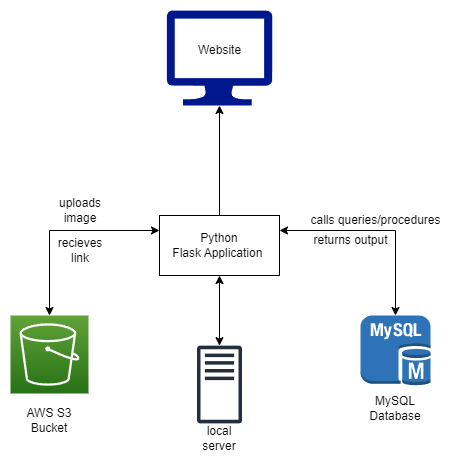 Website
uploads
image
recieves
link
Python
Flask Application
calls queries/procedures
returns output
AWS S3
Bucket
local
server
MySQL
M
MySQL
Database